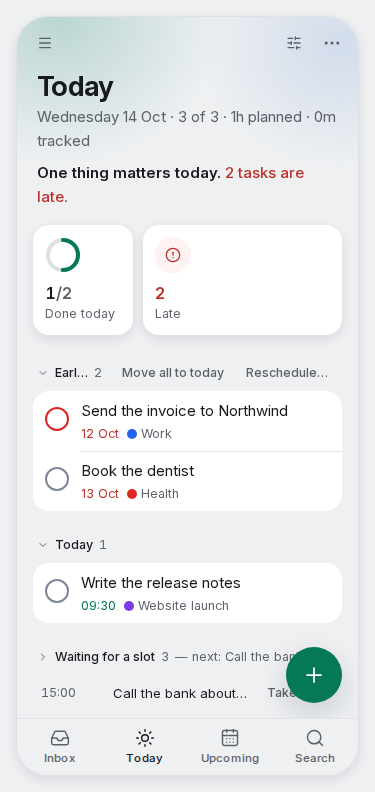 Today
Wednesday 14 Oct · 3 of 3 · 1h planned · 0m
tracked
One thing matters today. 2 tasks are
late.
1/2
Done today
2
Late
Earl… 2 Move all to today Reschedule…
Send the invoice to Northwind
12 Oct Work
Book the dentist
13 Oct Health
Today 1
Write the release notes
09:30 Website launch
Waiting for a slot 3 — next: Call the
15:00 Call the bank about…
Inbox Today Upcoming Search